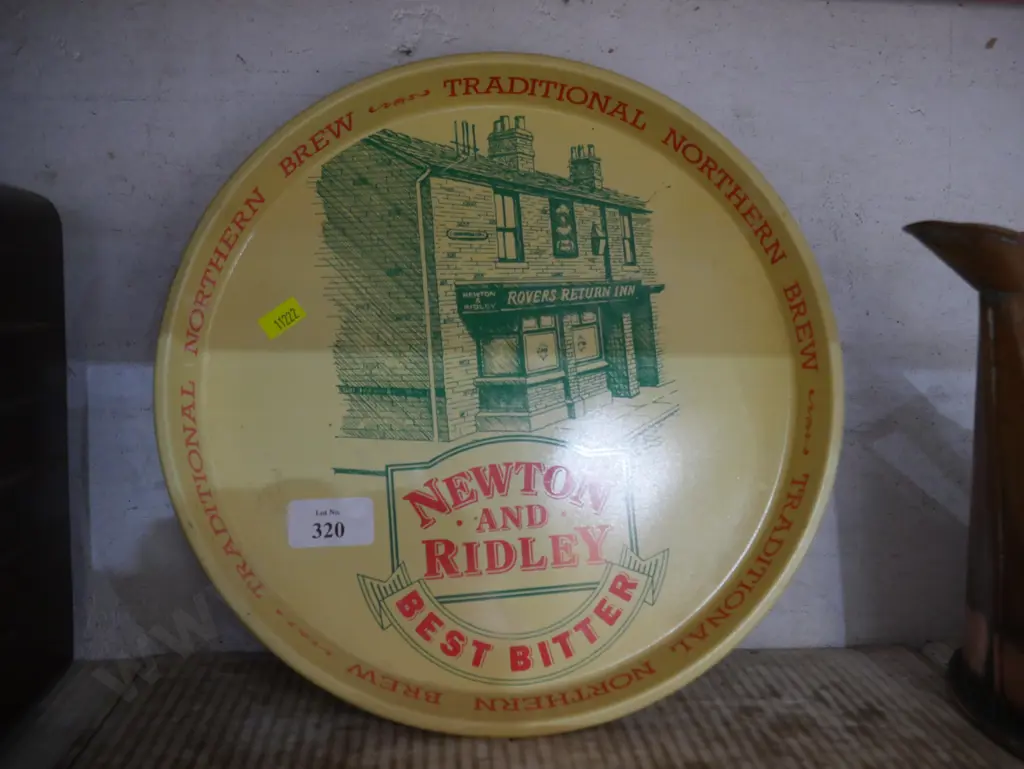 TRADITIONAL NORTHERN BREW
TRADITIONAL NORTHERN BREW
TRADITIONAL NORTHERN BREW
NEWTON
&
RIDLEY
ROVERS RETURN INN
11222
Lot No.
320
NEWTON
· AND ·
RIDLEY
BEST BITTER